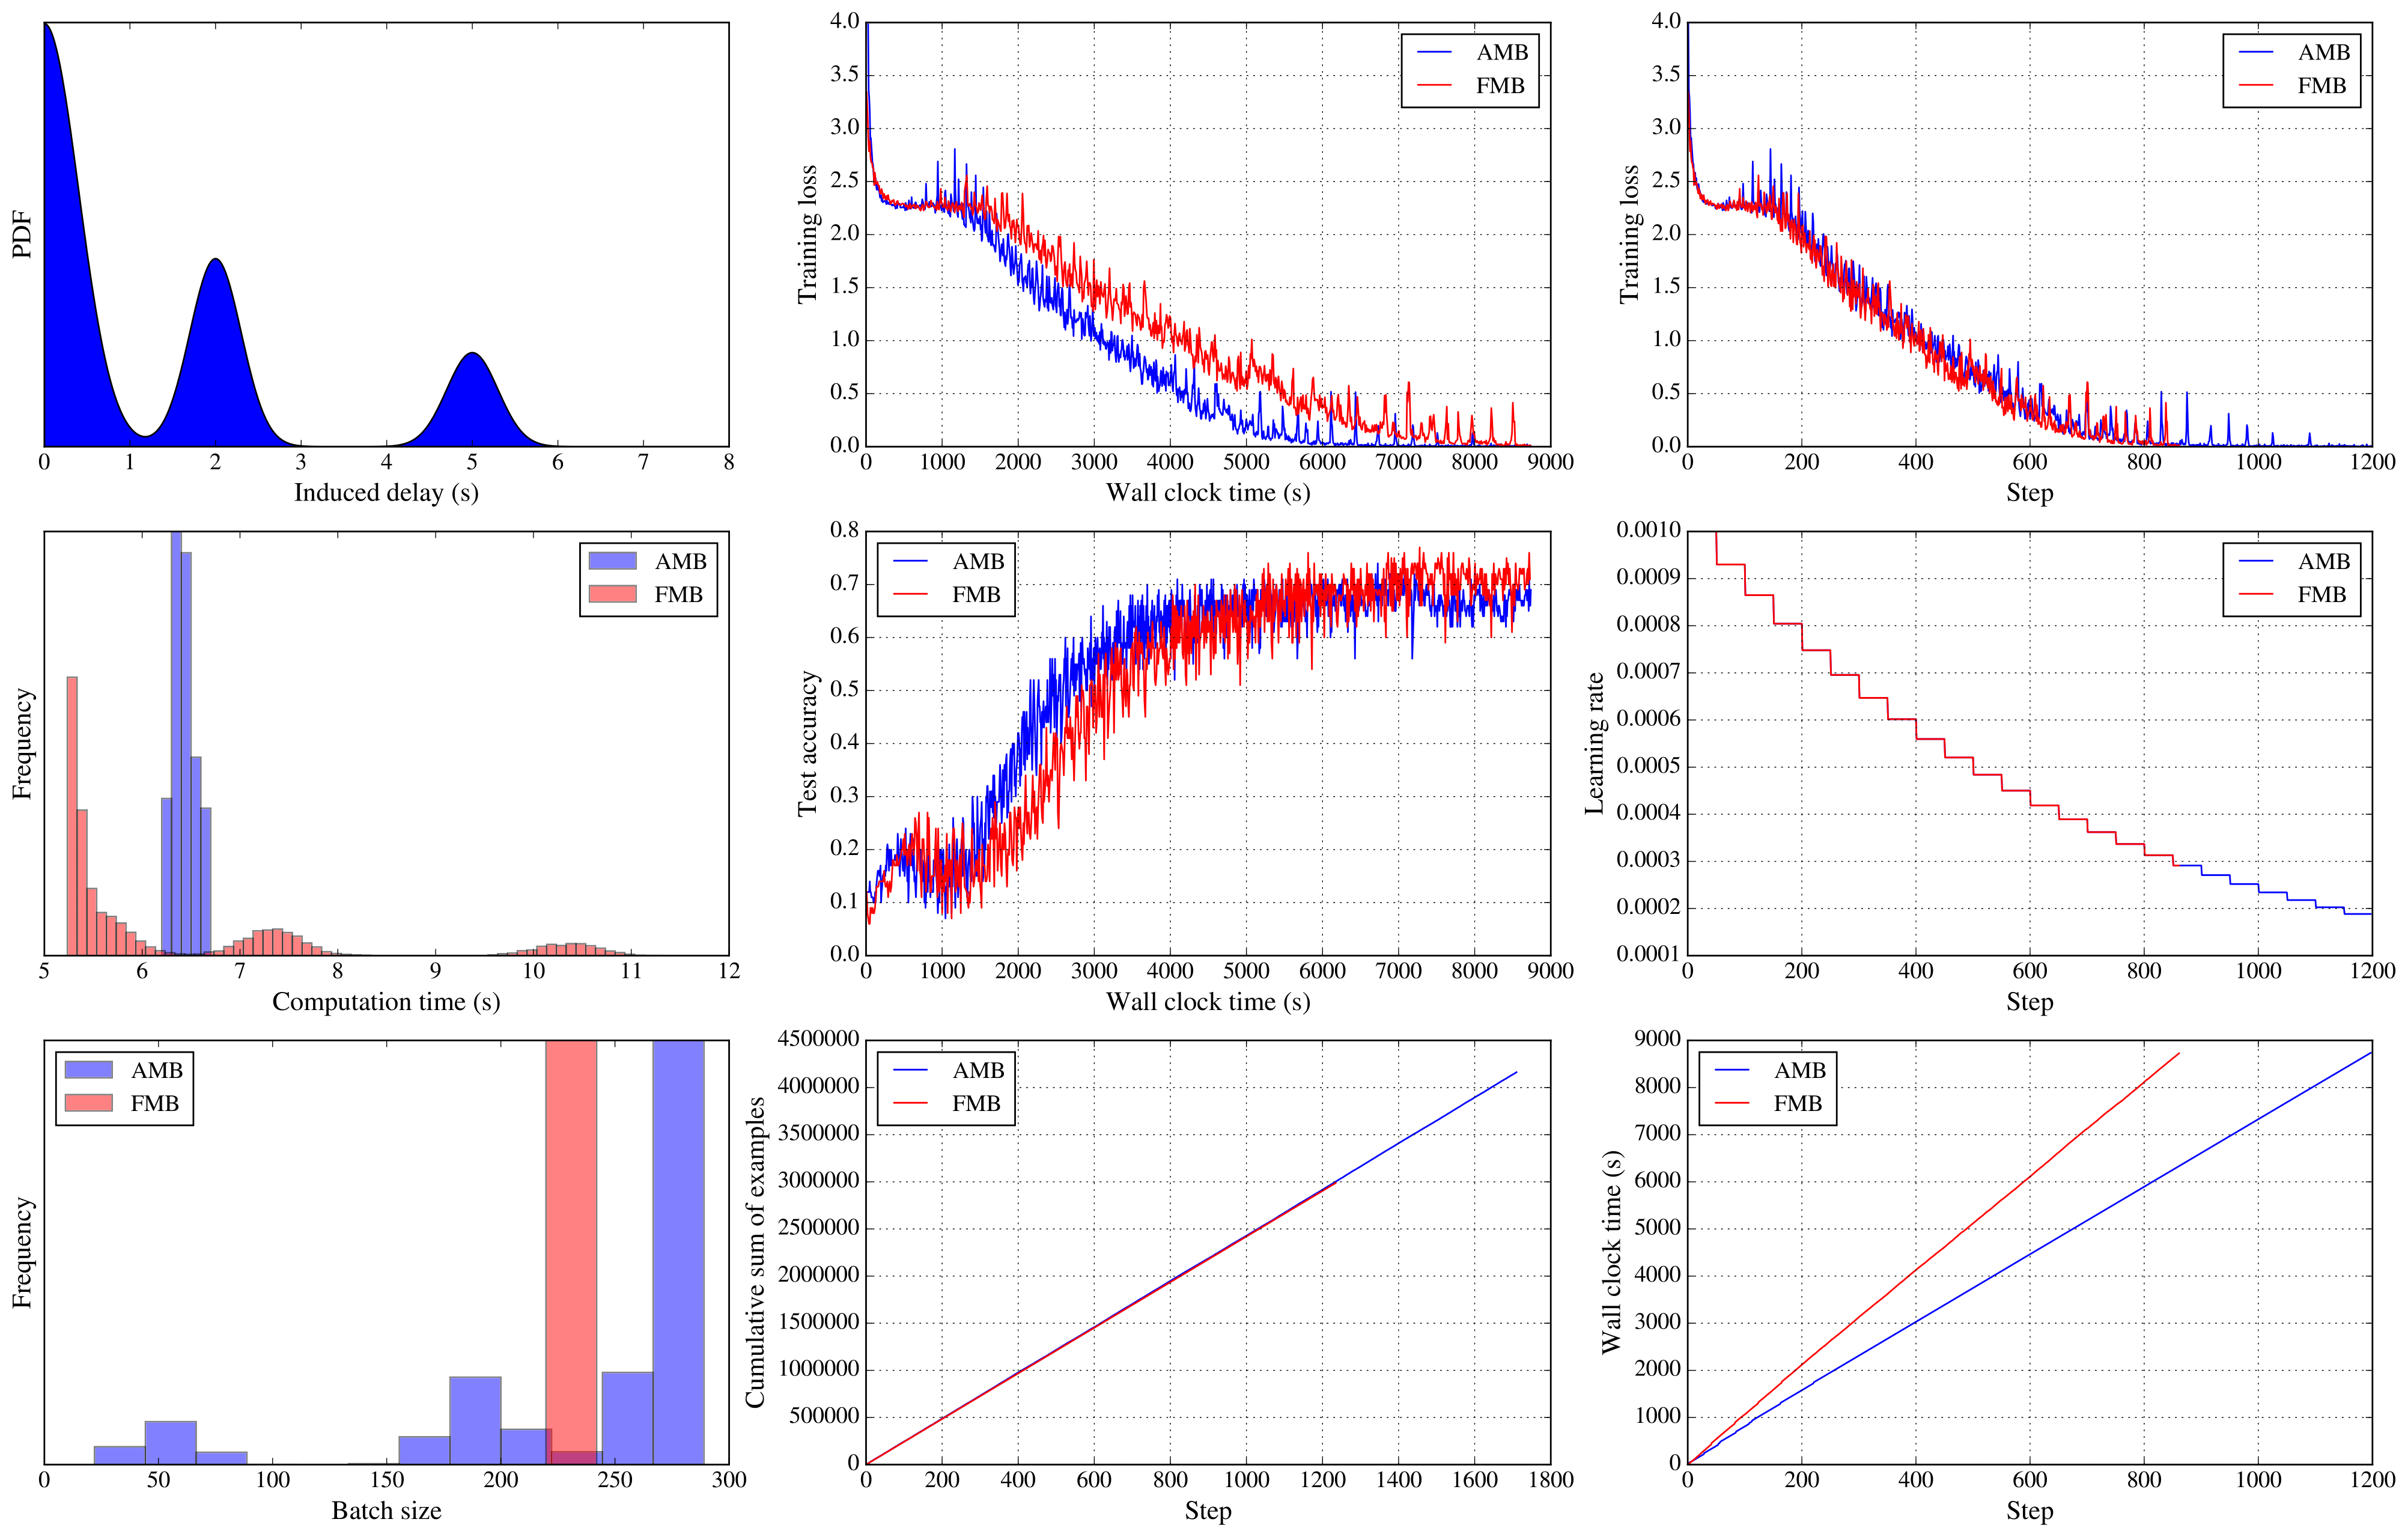 PDF
0 1 2 3 4 5 6 7 8
Induced delay (s)
4.0
3.5
3.0
2.5
2.0
1.5
1.0
0.5
0.0
Training loss
AMB
FMB
0 1000 2000 3000 4000 5000 6000 7000 8000 9000
Wall clock time (s)
4.0
3.5
3.0
2.5
2.0
1.5
1.0
0.5
0.0
Training loss
AMB
FMB
0 200 400 600 800 1000 1200
Step
Frequency
AMB
FMB
5 6 7 8 9 10 11 12
Computation time (s)
0.8
0.7
0.6
0.5
0.4
0.3
0.2
0.1
0.0
Test accuracy
AMB
FMB
0 1000 2000 3000 4000 5000 6000 7000 8000 9000
Wall clock time (s)
0.0010
0.0009
0.0008
0.0007
0.0006
0.0005
0.0004
0.0003
0.0002
0.0001
Learning rate
AMB
FMB
0 200 400 600 800 1000 1200
Step
Frequency
AMB
FMB
0 50 100 150 200 250 300
Batch size
4500000
4000000
3500000
3000000
2500000
2000000
1500000
1000000
500000
0
Cumulative sum of examples
AMB
FMB
0 200 400 600 800 1000 1200 1400 1600 1800
Step
9000
8000
7000
6000
5000
4000
3000
2000
1000
0
Wall clock time (s)
AMB
FMB
0 200 400 600 800 1000 1200
Step